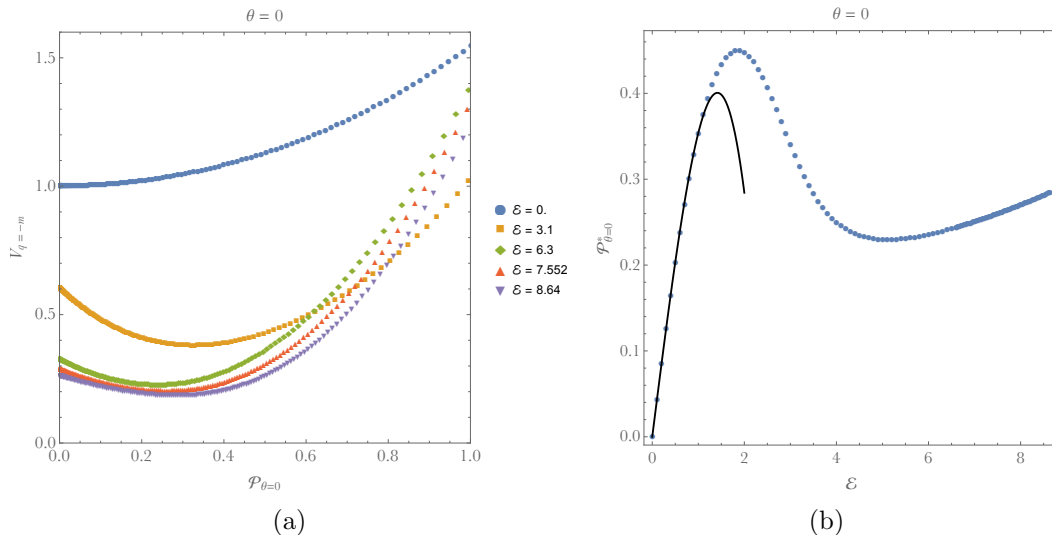 θ = 0
1.5
1.0
0.5
0.0
V_{q = −m}
0.0 0.2 0.4 0.6 0.8 1.0
𝒫_{θ=0}
ℰ = 0.
ℰ = 3.1
ℰ = 6.3
ℰ = 7.552
ℰ = 8.64
(a)
θ = 0
0.4
0.3
0.2
0.1
0.0
𝒫*_{θ=0}
0 2 4 6 8
ℰ
(b)